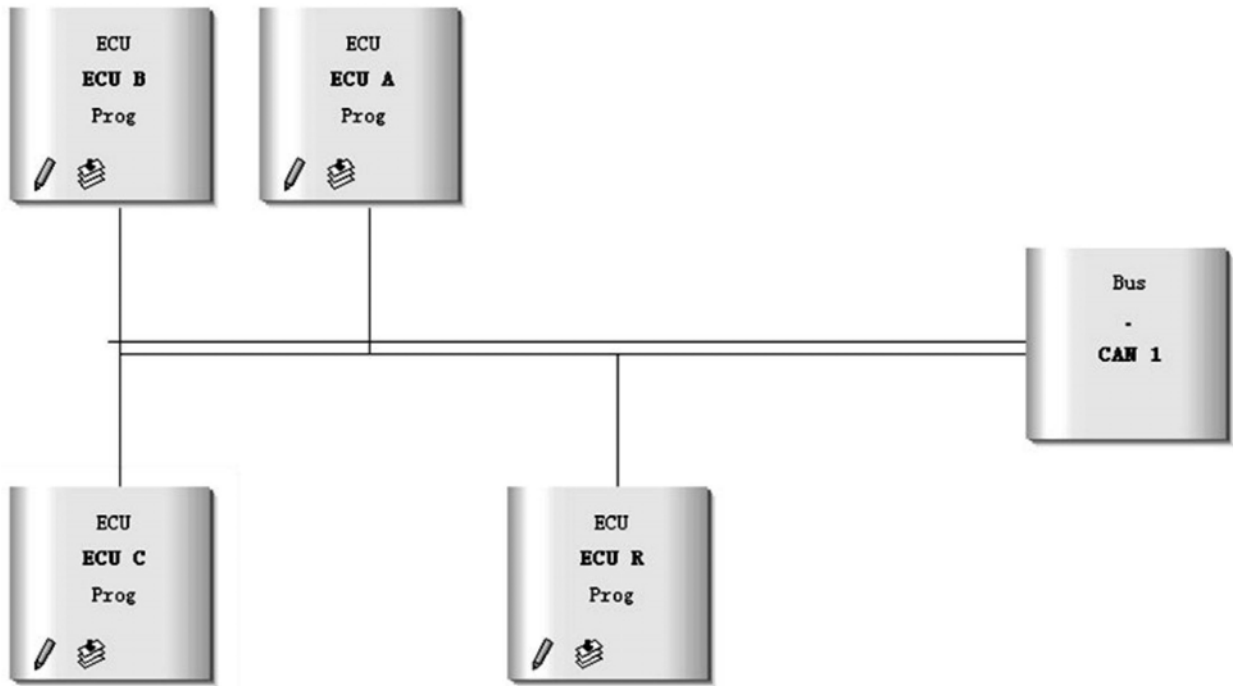 ECU
ECU B
Prog
ECU
ECU A
Prog
Bus
-
CAN 1
ECU
ECU C
Prog
ECU
ECU R
Prog